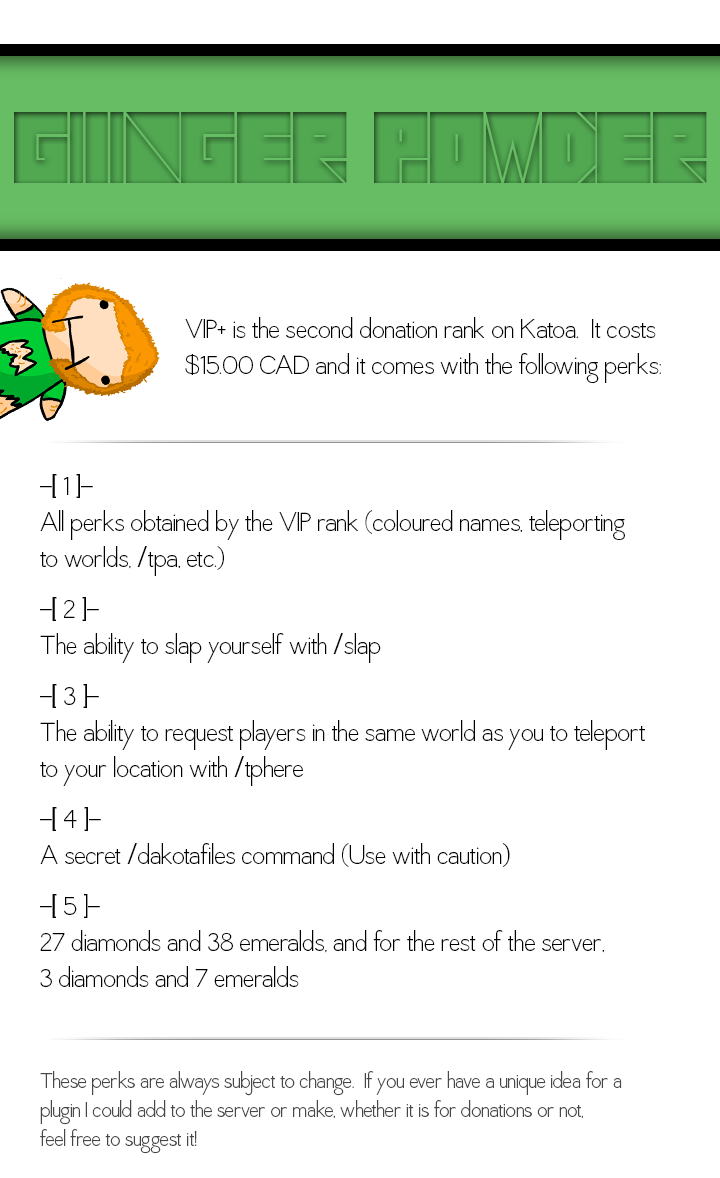 GINGER POWDER
VIP+ is the second donation rank on Katoa. It costs
$15.00 CAD and it comes with the following perks:
-[ 1 ]-
All perks obtained by the VIP rank (coloured names, teleporting
to worlds, /tpa, etc.)
-[ 2 ]-
The ability to slap yourself with /slap
-[ 3 ]-
The ability to request players in the same world as you to teleport
to your location with /tphere
-[ 4 ]-
A secret /dakotafiles command (Use with caution)
-[ 5 ]-
27 diamonds and 38 emeralds, and for the rest of the server,
3 diamonds and 7 emeralds
These perks are always subject to change. If you ever have a unique idea for a
plugin I could add to the server or make, whether it is for donations or not,
feel free to suggest it!